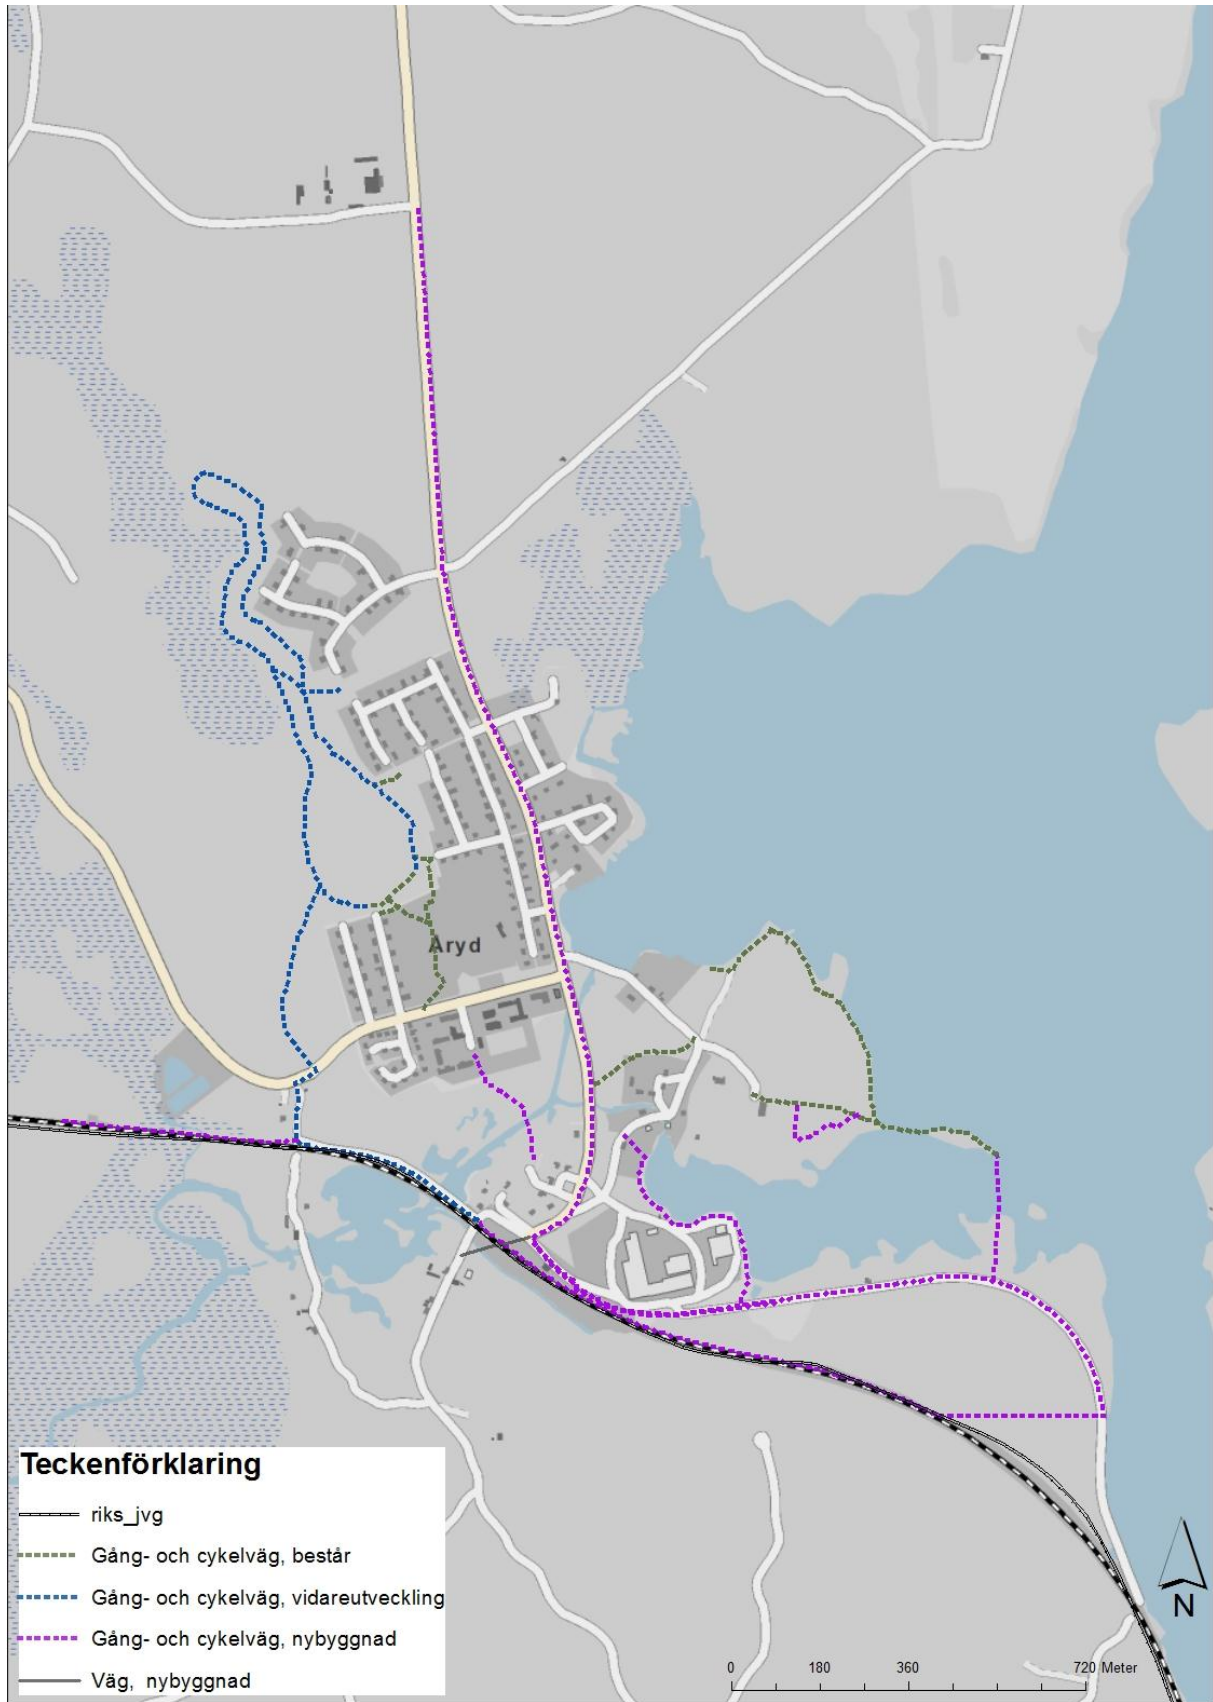 Åryd
Teckenförklaring
riks_jvg
Gång- och cykelväg, består
Gång- och cykelväg, vidareutveckling
Gång- och cykelväg, nybyggnad
Väg, nybyggnad
N
0 180 360 720 Meter